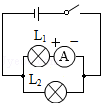 L₁ + −
A
L₂